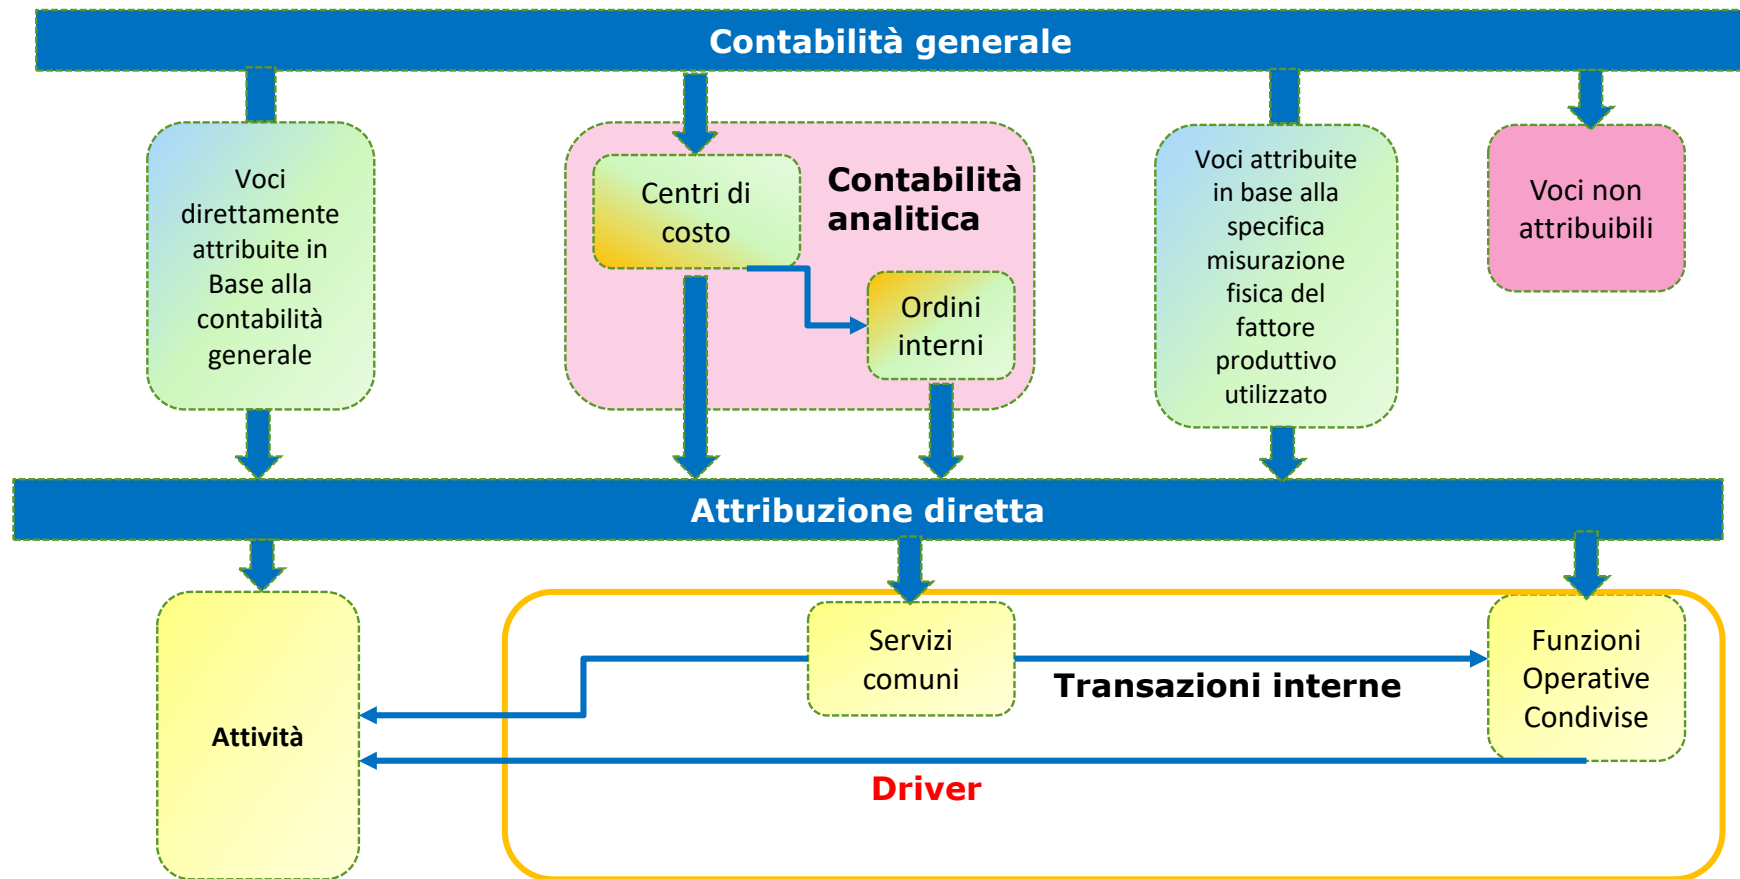 Contabilità generale
Voci
direttamente
attribuite in
Base alla
contabilità
generale
Centri di
costo
Contabilità
analitica
Ordini
interni
Voci attribuite
in base alla
specifica
misurazione
fisica del
fattore
produttivo
utilizzato
Voci non
attribuibili
Attribuzione diretta
Attività
Servizi
comuni
Transazioni interne
Funzioni
Operative
Condivise
Driver